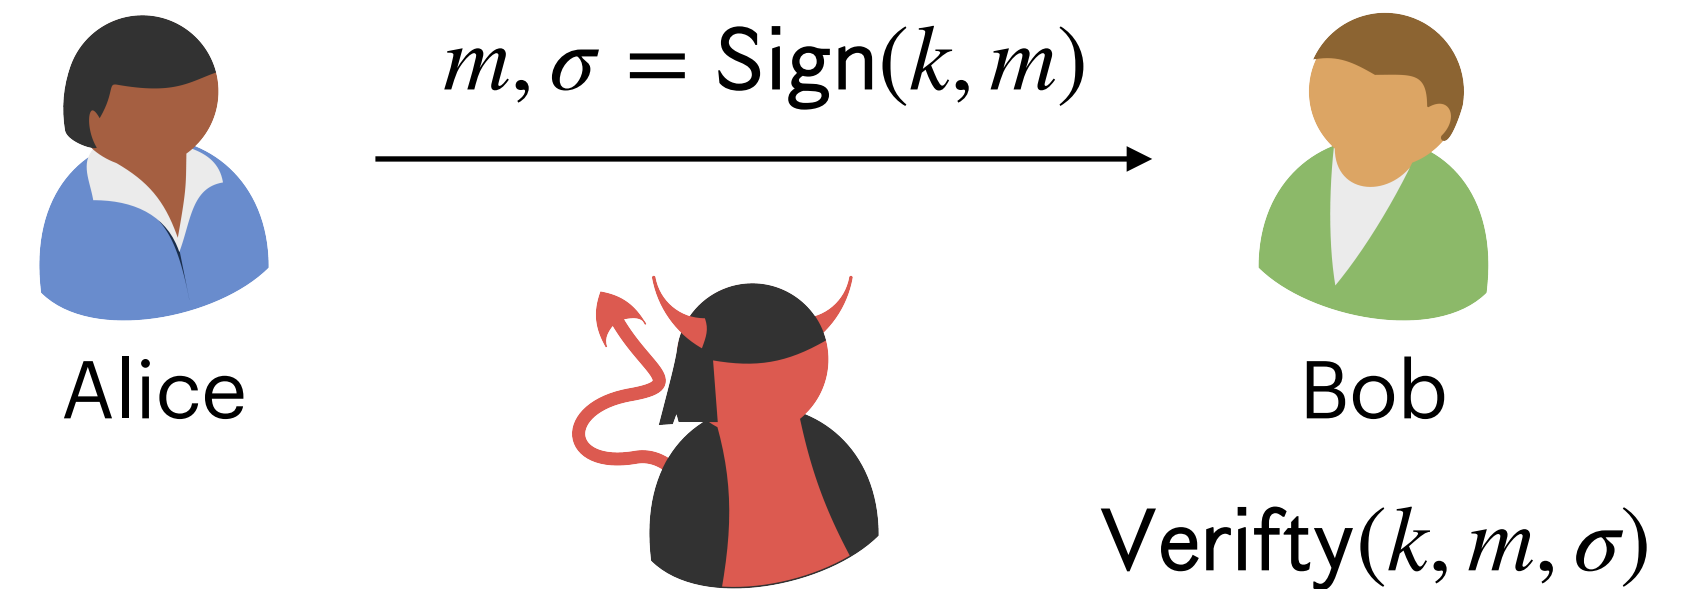 m, σ = Sign(k, m)
Alice
Bob
Verifty(k, m, σ)